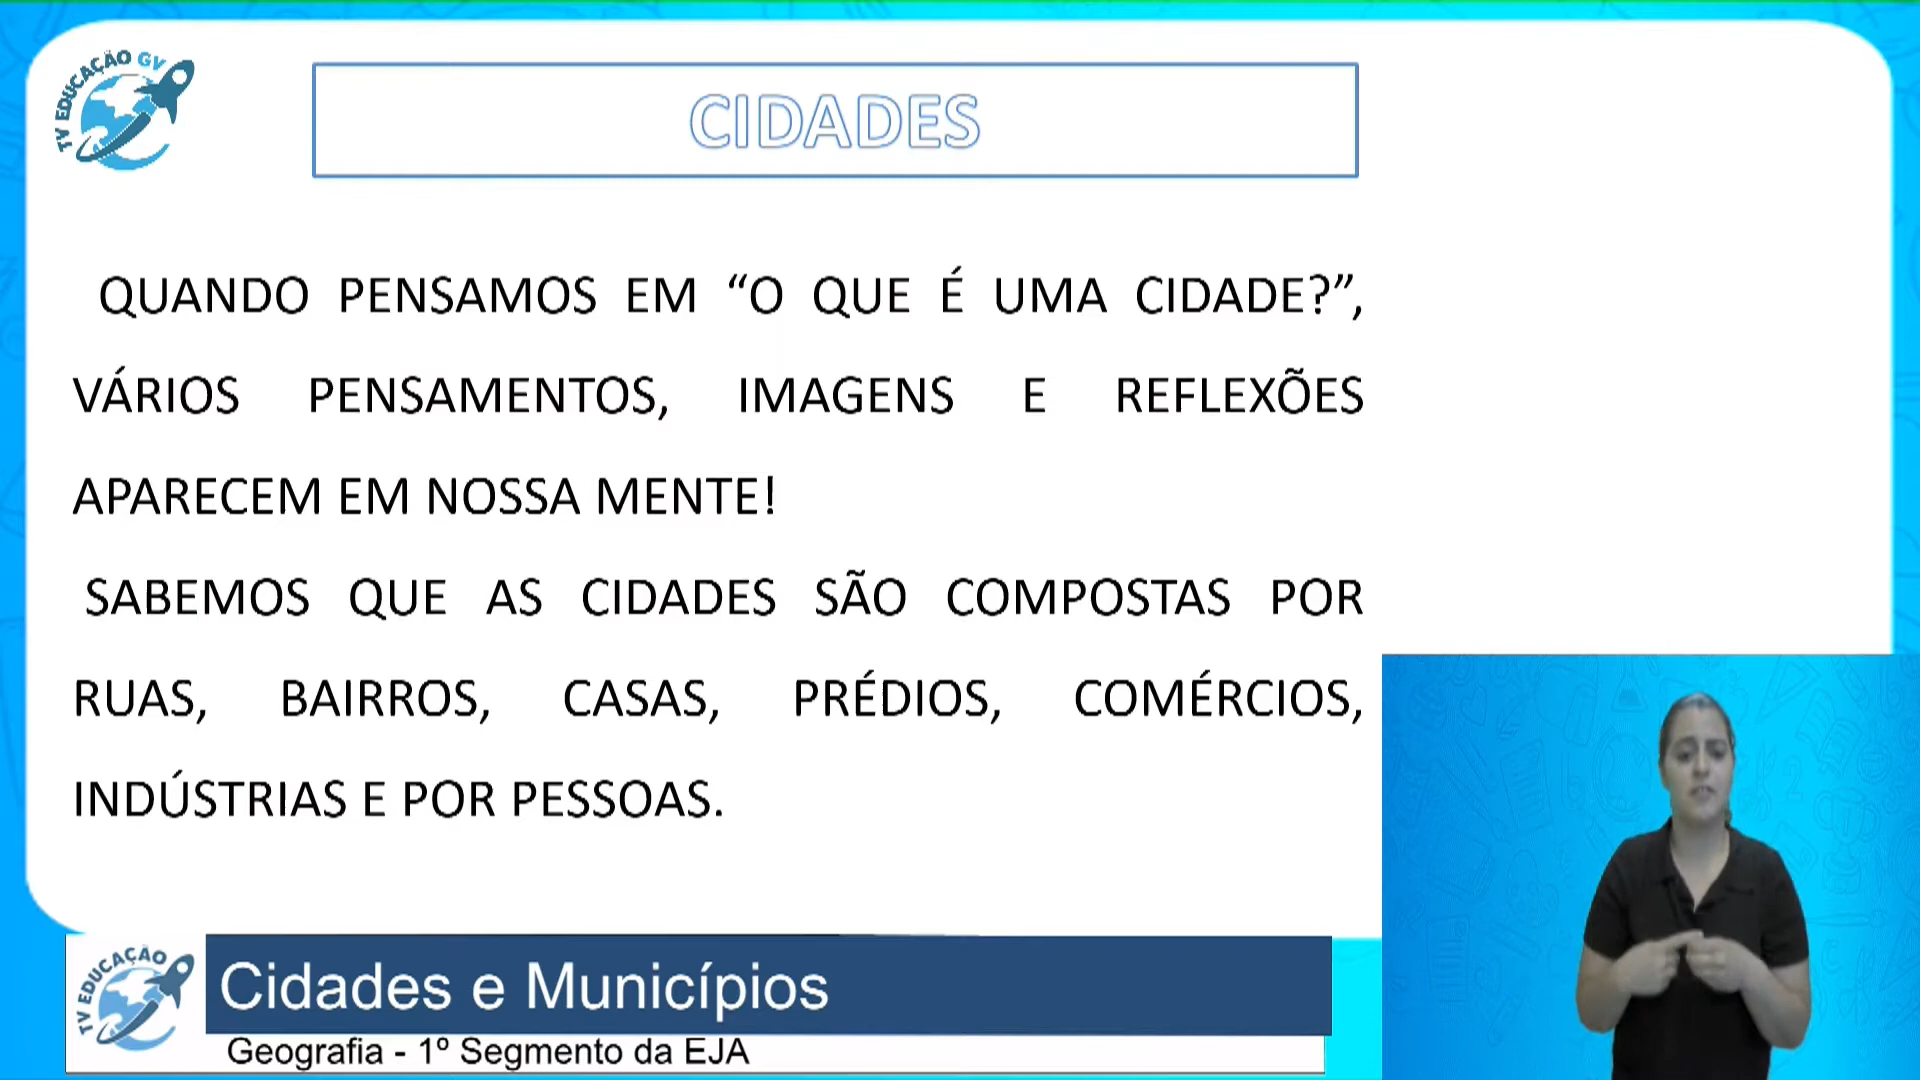 TV EDUCAÇÃO GV
CIDADES
QUANDO PENSAMOS EM “O QUE É UMA CIDADE?”,
VÁRIOS PENSAMENTOS, IMAGENS E REFLEXÕES
APARECEM EM NOSSA MENTE!
SABEMOS QUE AS CIDADES SÃO COMPOSTAS POR
RUAS, BAIRROS, CASAS, PRÉDIOS, COMÉRCIOS,
INDÚSTRIAS E POR PESSOAS.
TV EDUCAÇÃO
Cidades e Municípios
Geografia - 1º Segmento da EJA